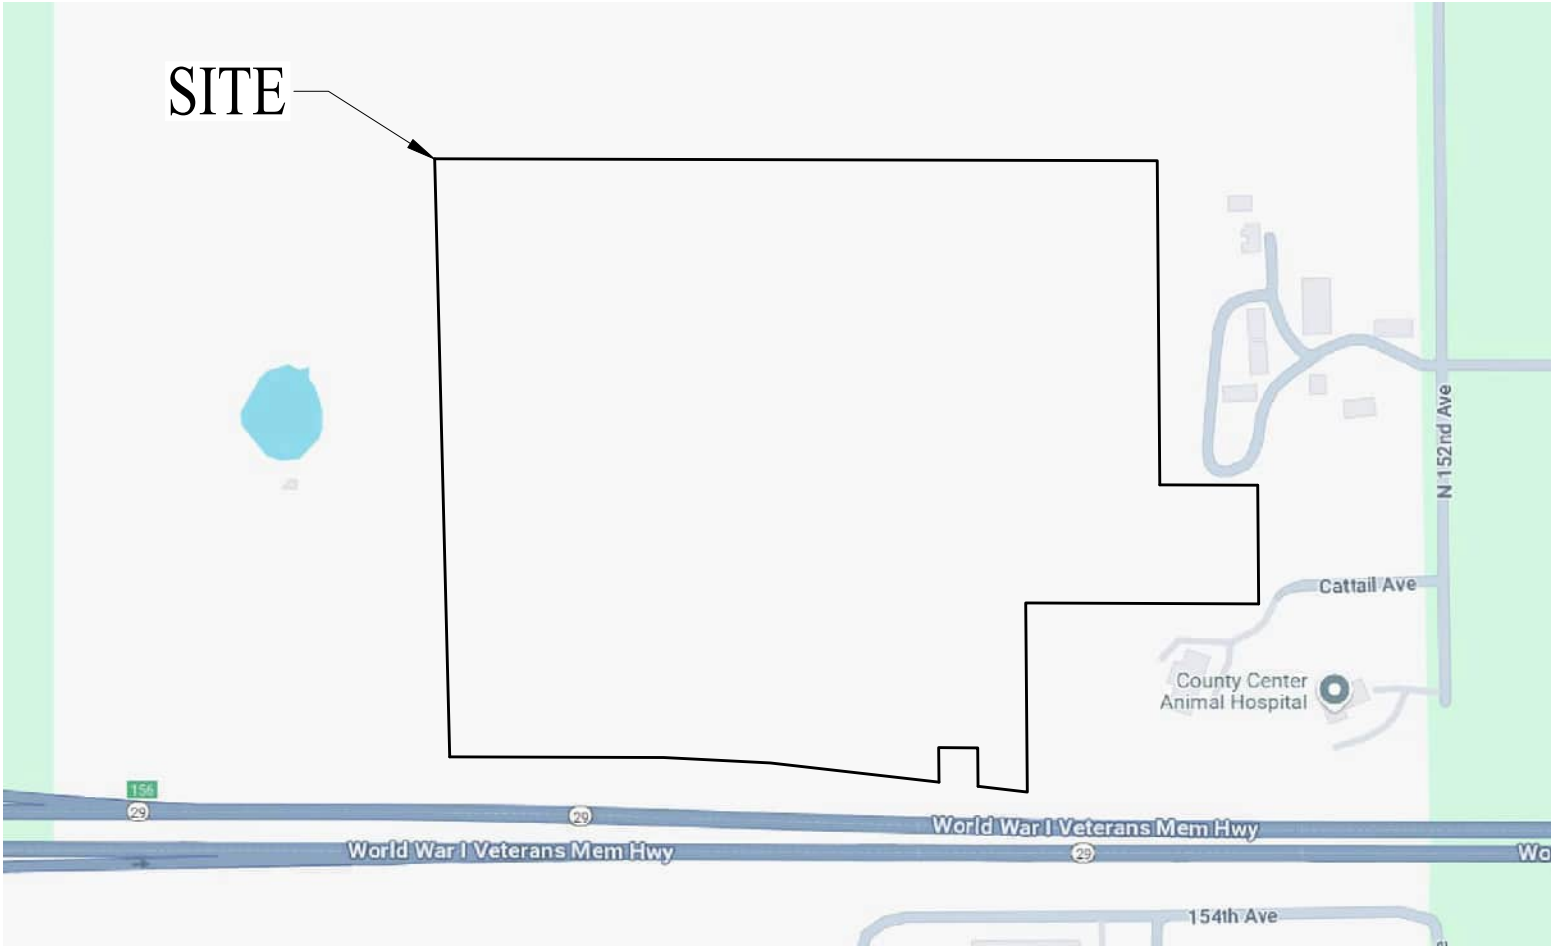 SITE
N 152nd Ave
Cattail Ave
County Center
Animal Hospital
156
29
29
World War I Veterans Mem Hwy
World War I Veterans Mem Hwy
29
Wo
154th Ave